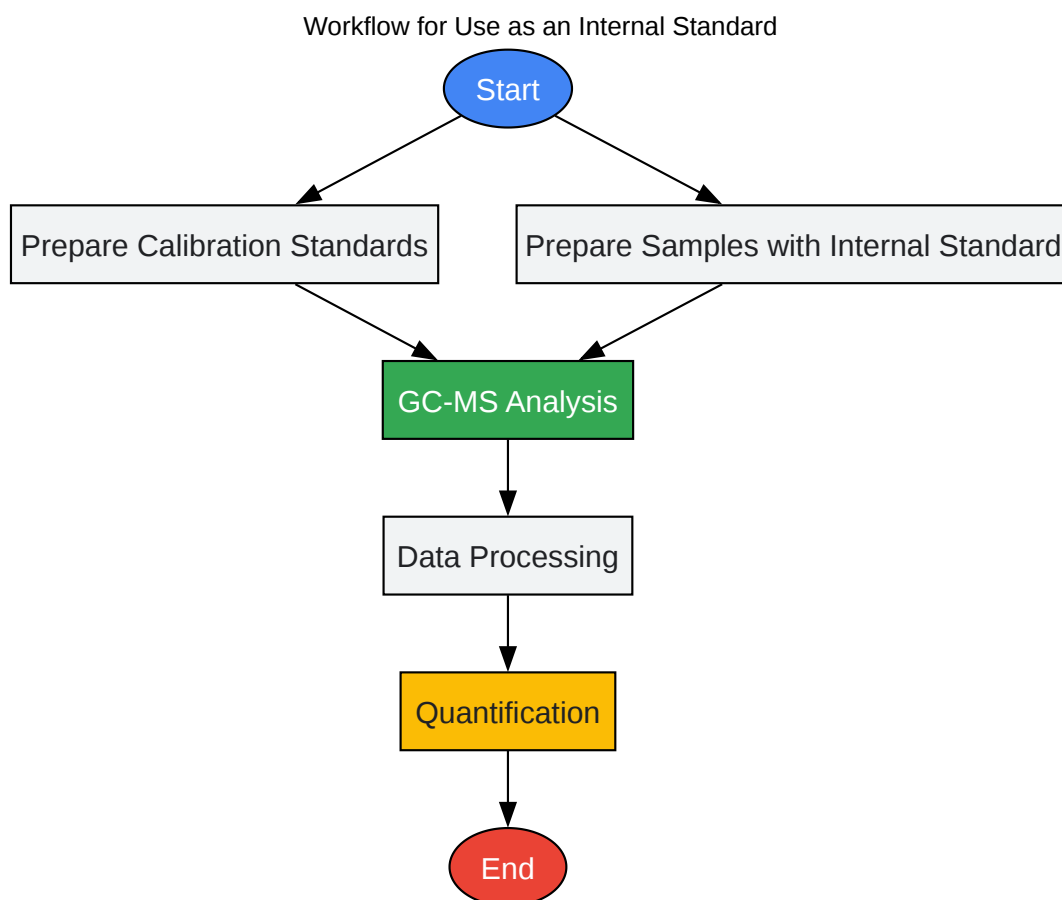 Workflow for Use as an Internal Standard
Start
Prepare Calibration Standards
Prepare Samples with Internal Standard
GC-MS Analysis
Data Processing
Quantification
End